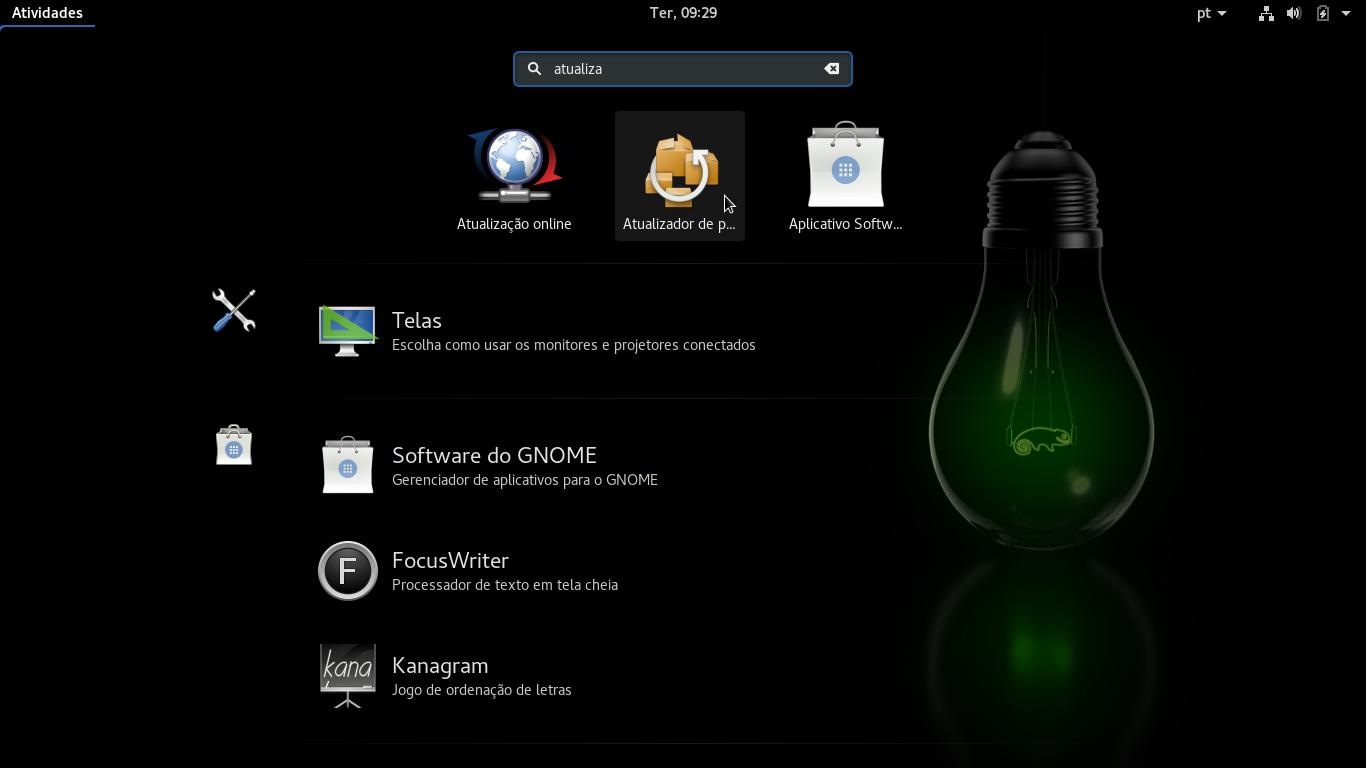 Atividades
Ter, 09:29
pt
atualiza
Atualização online
Atualizador de p...
Aplicativo Softw...
Telas
Escolha como usar os monitores e projetores conectados
Software do GNOME
Gerenciador de aplicativos para o GNOME
F
FocusWriter
Processador de texto em tela cheia
kana
Kanagram
Jogo de ordenação de letras